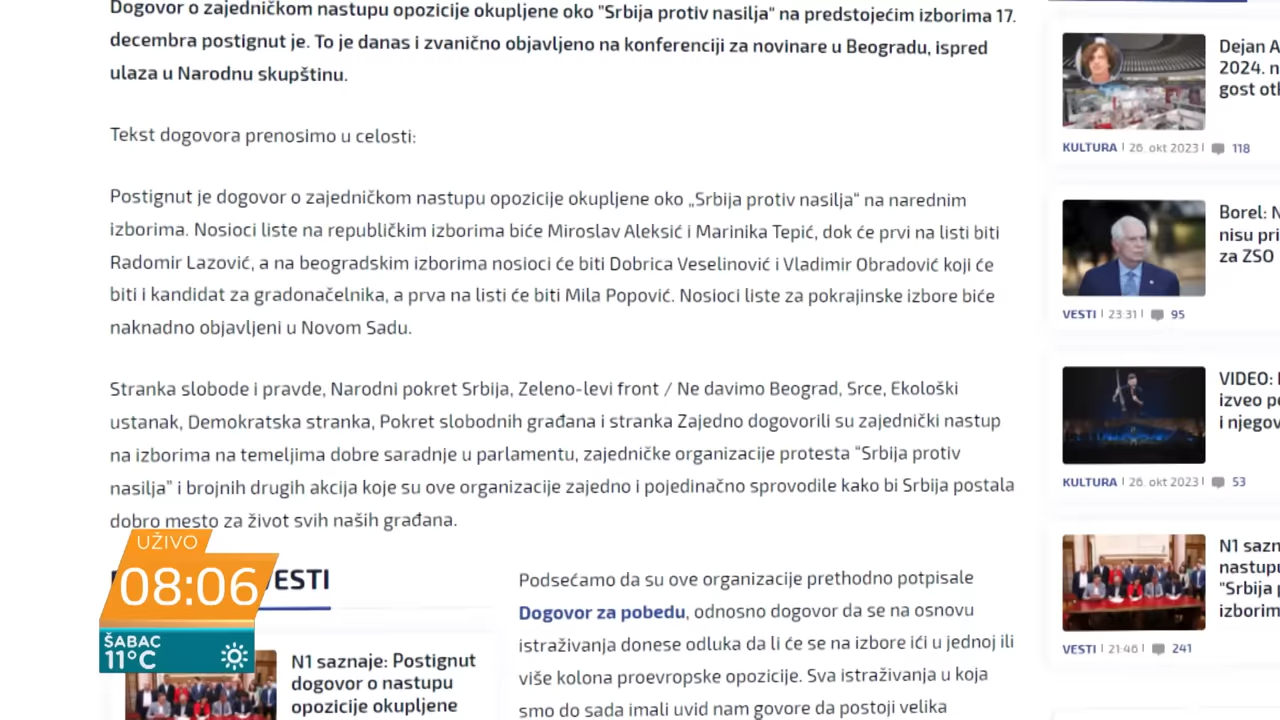 Dogovor o zajedničkom nastupu opozicije okupljene oko "Srbija protiv nasilja" na predstojećim izborima 17.
decembra postignut je. To je danas i zvanično objavljeno na konferenciji za novinare u Beogradu, ispred
ulaza u Narodnu skupštinu.
Tekst dogovora prenosimo u celosti:
Postignut je dogovor o zajedničkom nastupu opozicije okupljene oko „Srbija protiv nasilja“ na narednim
izborima. Nosioci liste na republičkim izborima biće Miroslav Aleksić i Marinika Tepić, dok će prvi na listi biti
Radomir Lazović, a na beogradskim izborima nosioci će biti Dobrica Veselinović i Vladimir Obradović koji će
biti i kandidat za gradonačelnika, a prva na listi će biti Mila Popović. Nosioci liste za pokrajinske izbore biće
naknadno objavljeni u Novom Sadu.
Stranka slobode i pravde, Narodni pokret Srbija, Zeleno-levi front / Ne davimo Beograd, Srce, Ekološki
ustanak, Demokratska stranka, Pokret slobodnih građana i stranka Zajedno dogovorili su zajednički nastup
na izborima na temeljima dobre saradnje u parlamentu, zajedničke organizacije protesta “Srbija protiv
nasilja” i brojnih drugih akcija koje su ove organizacije zajedno i pojedinačno sprovodile kako bi Srbija postala
dobro mesto za život svih naših građana.
UŽIVO
08:06
ŠABAC
11°C
ESTI
N1 saznaje: Postignut
dogovor o nastupu
opozicije okupljene
Podsećamo da su ove organizacije prethodno potpisale
Dogovor za pobedu, odnosno dogovor da se na osnovu
istraživanja donese odluka da li će se na izbore ići u jednoj ili
više kolona proevropske opozicije. Sva istraživanja u koja
smo do sada imali uvid nam govore da postoji velika
Dejan A
2024. n
gost otl
KULTURA | 26. okt 2023 | 118
Borel: N
nisu pri
za ZSO
VESTI | 23:31 | 95
VIDEO:
izveo p
i njegov
KULTURA | 26. okt 2023 | 53
N1 sazn
nastupu
"Srbija p
izborim
VESTI | 21:46 | 241